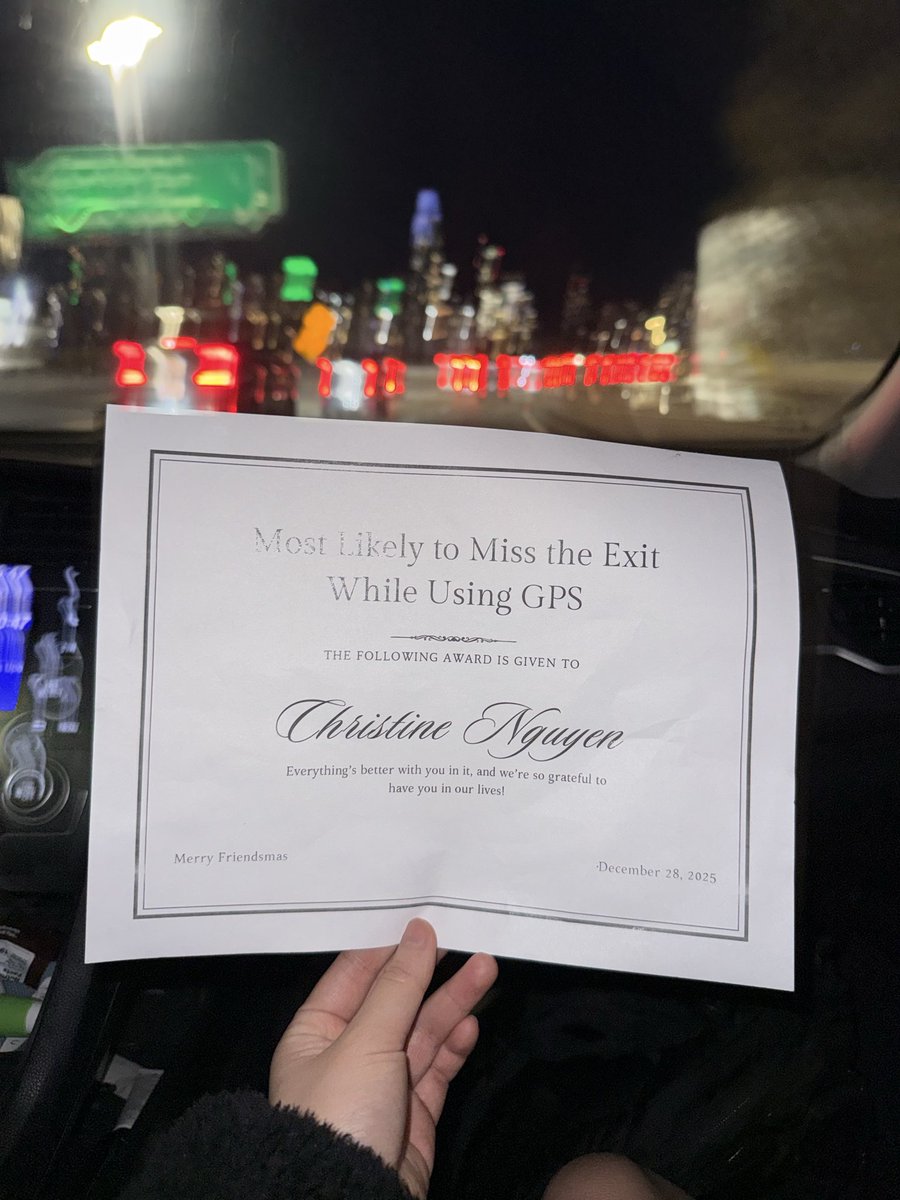 Most Likely to Miss the Exit
While Using GPS
THE FOLLOWING AWARD IS GIVEN TO
Christine Nguyen
Everything's better with you in it, and we're so grateful to
have you in our lives!
Merry Friendsmas
December 28, 2025